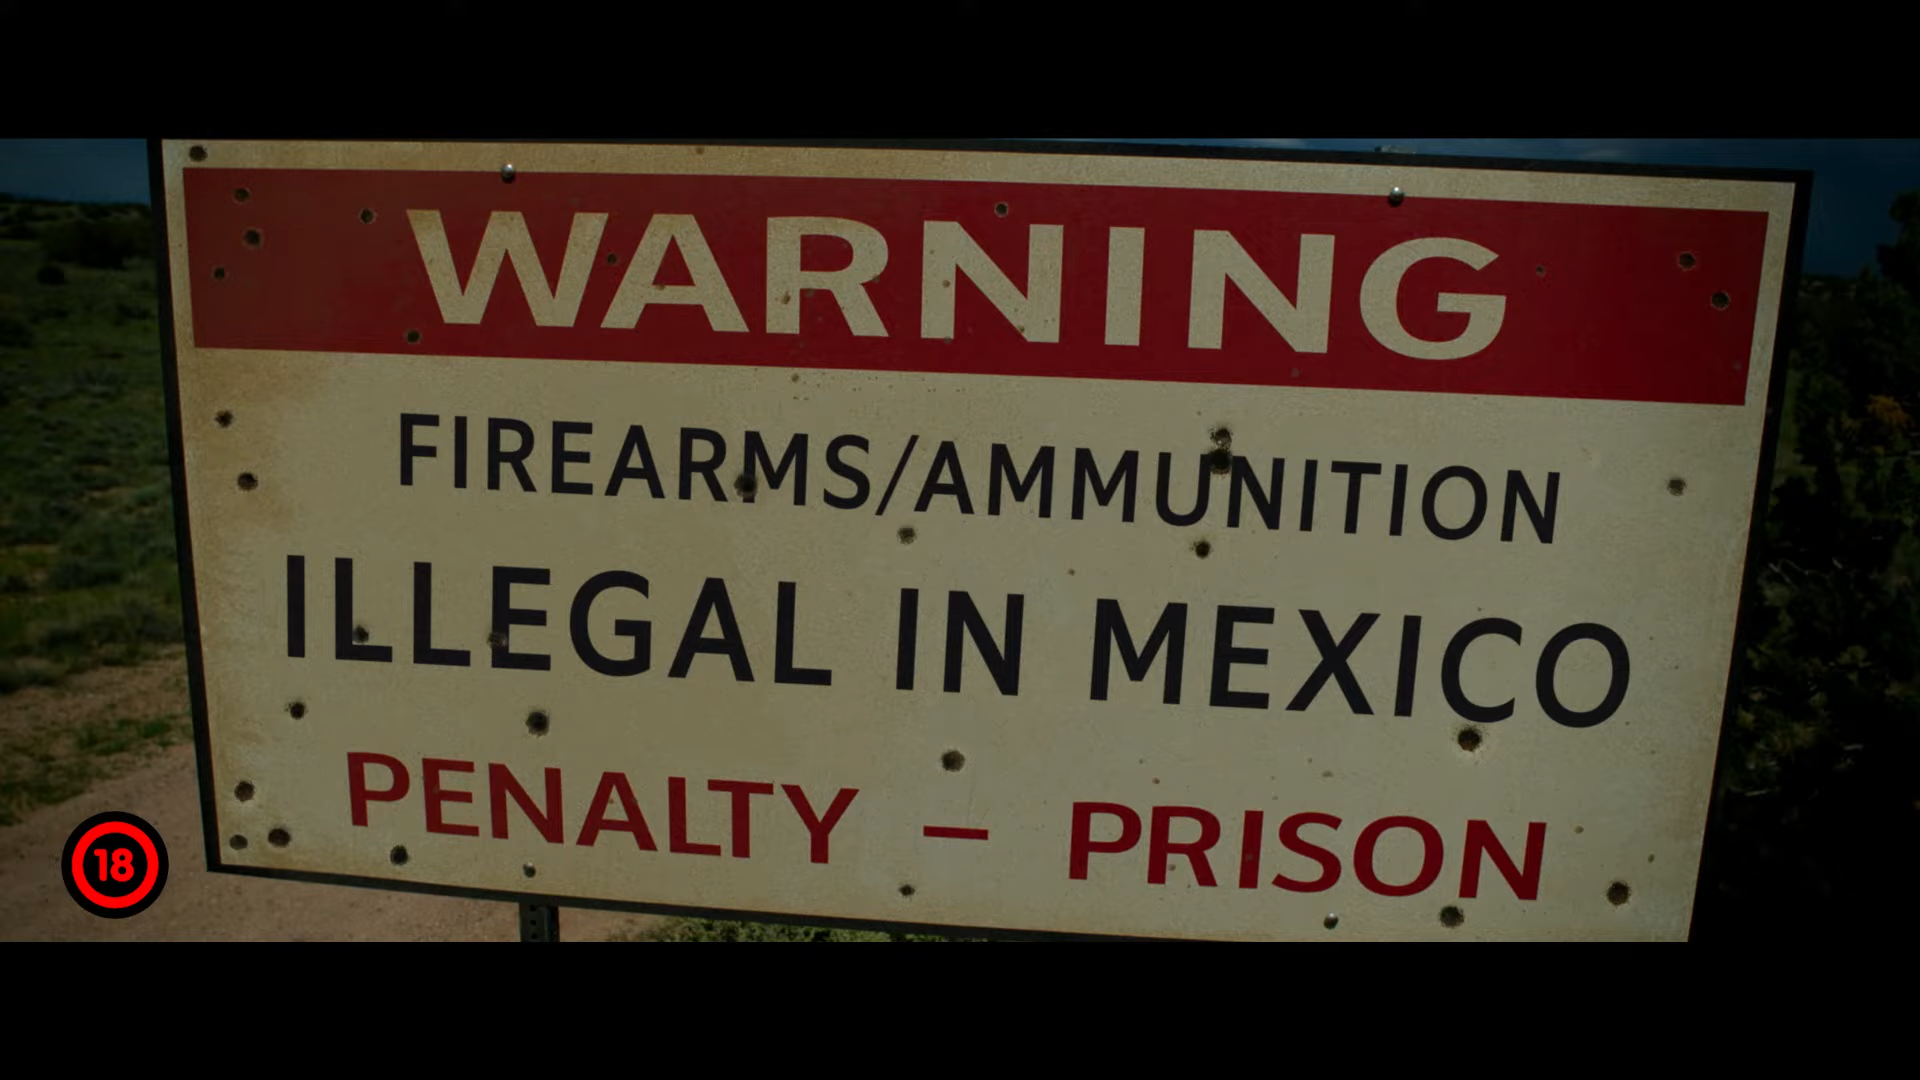 WARNING
FIREARMS/AMMUNITION
ILLEGAL IN MEXICO
PENALTY – PRISON
18